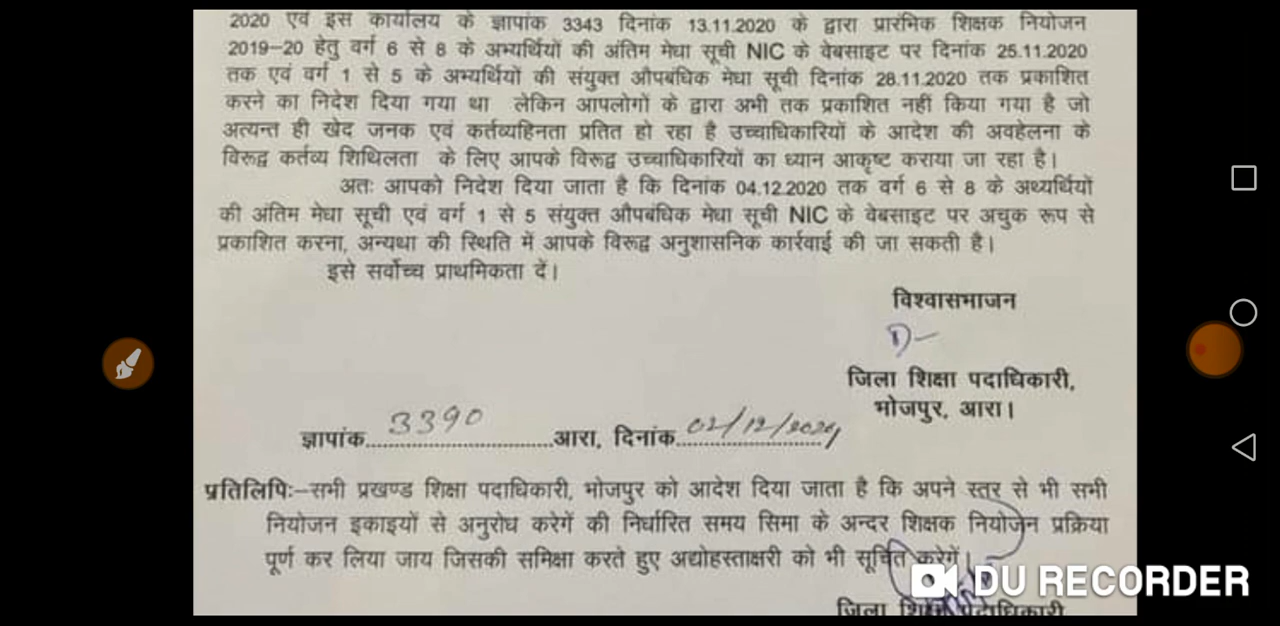 2020 एवं इस कार्यालय के ज्ञापांक 3343 दिनांक 13.11.2020 के द्वारा प्रारंभिक शिक्षक नियोजन
2019-20 हेतु वर्ग 6 से 8 के अभ्यर्थियों की अंतिम मेधा सूची NIC के वेबसाइट पर दिनांक 25.11.2020
तक एवं वर्ग 1 से 5 के अभ्यर्थियों की संयुक्त औपबंधिक मेधा सूची दिनांक 28.11.2020 तक प्रकाशित
करने का निदेश दिया गया था लेकिन आपलोगों के द्वारा अभी तक प्रकाशित नहीं किया गया है जो
अत्यन्त ही खेद जनक एवं कर्तव्यहिनता प्रतित हो रहा है उच्चाधिकारियों के आदेश की अवहेलना के
विरूद्व कर्तव्य शिथिलता के लिए आपके विरूद्व उच्चाधिकारियों का ध्यान आकृष्ट कराया जा रहा है।
अतः आपको निदेश दिया जाता है कि दिनांक 04.12.2020 तक वर्ग 6 से 8 के अथ्यर्थियों
की अंतिम मेधा सूची एवं वर्ग 1 से 5 संयुक्त औपबंधिक मेधा सूची NIC के वेबसाइट पर अचुक रूप से
प्रकाशित करना, अन्यथा की स्थिति में आपके विरूद्व अनुशासनिक कार्रवाई की जा सकती है।
इसे सर्वोच्च प्राथमिकता दें।
विश्वासभाजन
जिला शिक्षा पदाधिकारी,
भोजपुर, आरा।
ज्ञापांक 3390 आरा, दिनांक 02/12/2020
प्रतिलिपिः-सभी प्रखण्ड शिक्षा पदाधिकारी, भोजपुर को आदेश दिया जाता है कि अपने स्तर से भी सभी
नियोजन इकाइयों से अनुरोध करेगें की निर्धारित समय सिमा के अन्दर शिक्षक नियोजन प्रक्रिया
पूर्ण कर लिया जाय जिसकी समिक्षा करते हुए अद्योहस्ताक्षरी को भी सूचित करेगें।
DU RECORDER
जिला शिक्षा पदाधिकारी